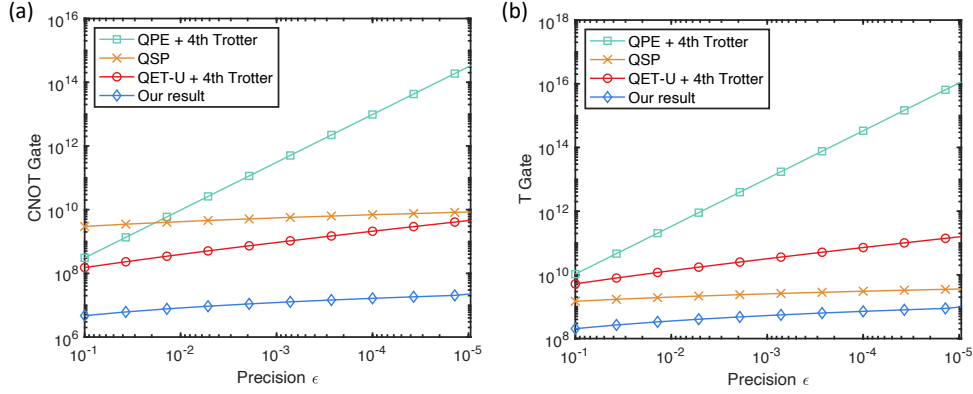 (a)
10^16
10^14
10^12
10^10
10^8
10^6
CNOT Gate
QPE + 4th Trotter
QSP
QET-U + 4th Trotter
Our result
10^-1
10^-2
10^-3
10^-4
10^-5
Precision ϵ
(b)
10^18
10^16
10^14
10^12
10^10
10^8
T Gate
QPE + 4th Trotter
QSP
QET-U + 4th Trotter
Our result
10^-1
10^-2
10^-3
10^-4
10^-5
Precision ϵ